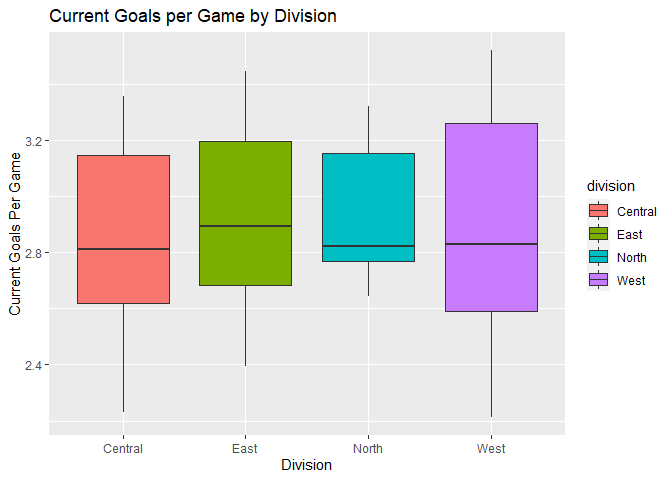 Current Goals per Game by Division
Current Goals Per Game
3.2
2.8
2.4
Central
East
North
West
Division
division
Central
East
North
West